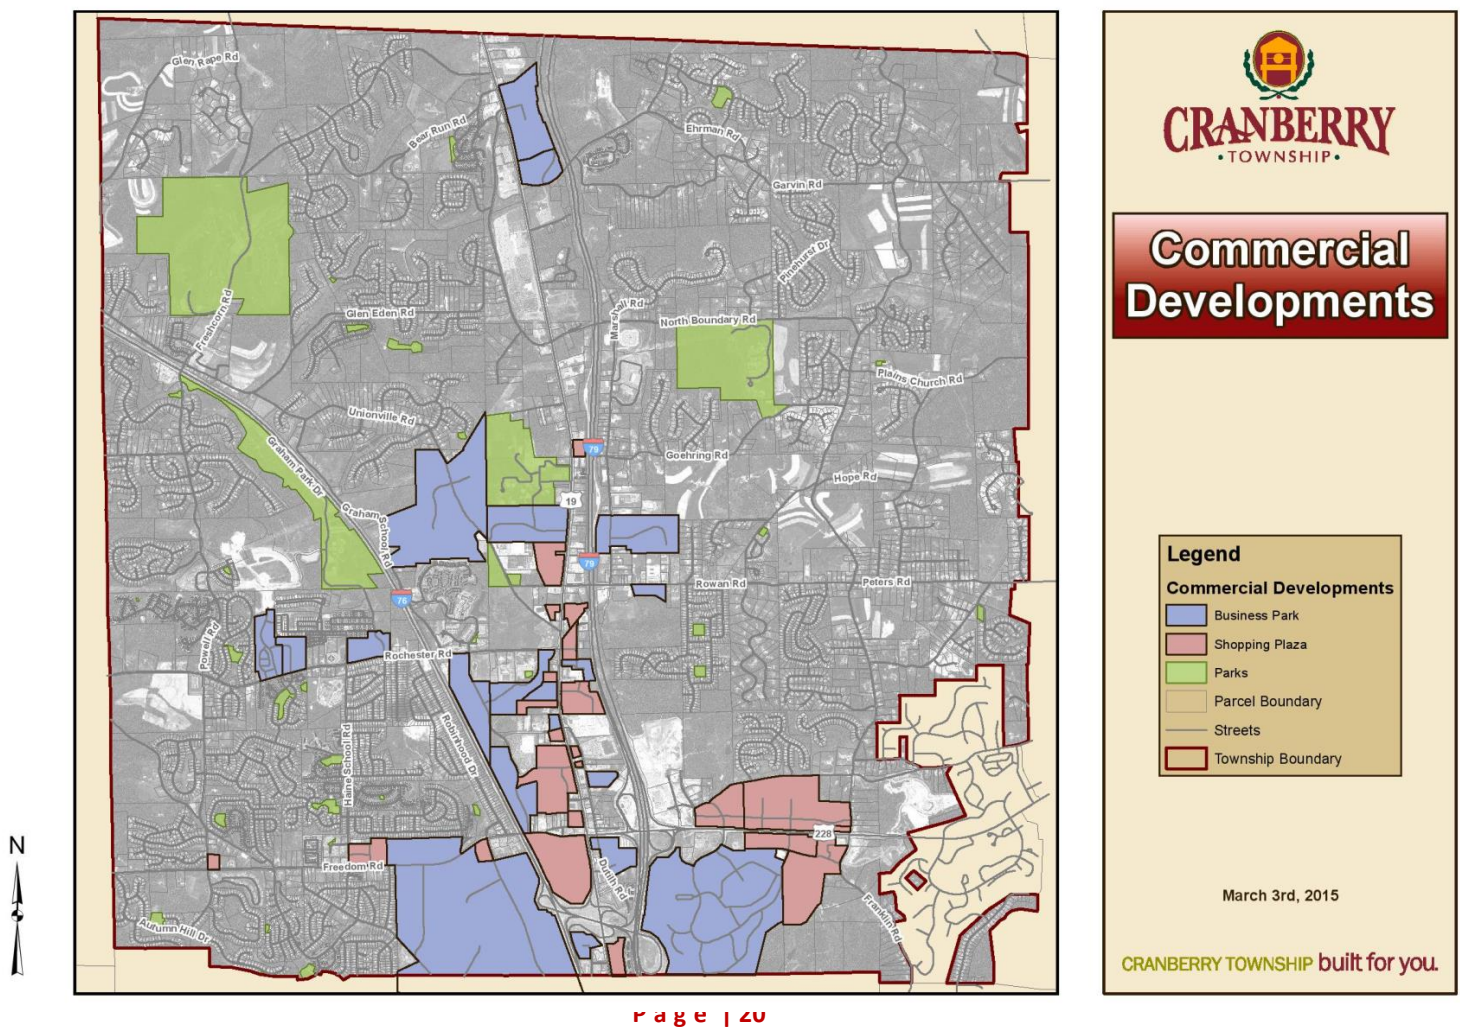 Glen Rape Rd
Bear Run Rd
Ehrman Rd
Garvin Rd
Pinehurst Dr
Freshcorn Rd
Glen Eden Rd
Marshall Rd
North Boundary Rd
Plains Church Rd
Unionville Rd
Graham Park Dr
Goehring Rd
79
Hope Rd
19
Graham School Rd
79
76
Rowan Rd
Peters Rd
Powell Rd
Rochester Rd
Robinhood Dr
Haine School Rd
228
Freedom Rd
Dutilh Rd
Franklin Rd
Autumn Hill Dr
N
CRANBERRY
• TOWNSHIP •
Commercial
Developments
Legend
Commercial Developments
Business Park
Shopping Plaza
Parks
Parcel Boundary
Streets
Township Boundary
March 3rd, 2015
CRANBERRY TOWNSHIP built for you.
Page | 20